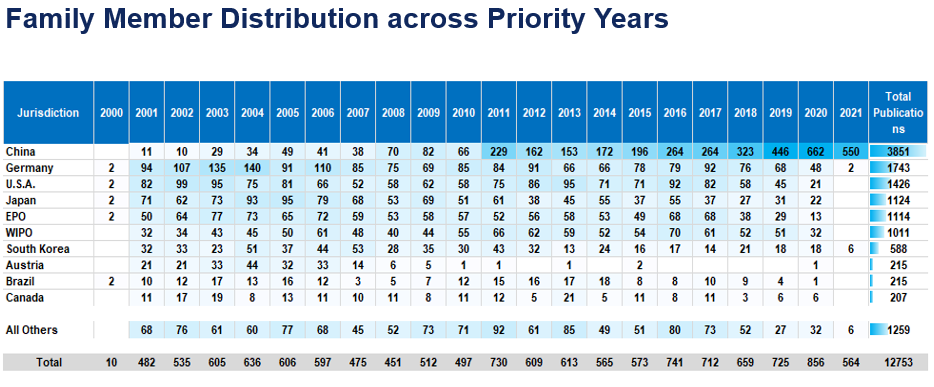 Family Member Distribution across Priority Years
Jurisdiction 2000 2001 2002 2003 2004 2005 2006 2007 2008 2009 2010 2011 2012 2013 2014 2015 2016 2017 2018 2019 2020 2021 Total
Publicatio
ns
China 11 10 29 34 49 41 38 70 82 66 229 162 153 172 196 264 264 323 446 662 550 3851
Germany 2 94 107 135 140 91 110 85 75 69 85 84 91 66 66 78 79 92 76 68 48 2 1743
U.S.A. 2 82 99 95 75 81 66 52 58 62 58 75 86 95 71 71 92 82 58 45 21 1426
Japan 2 71 62 73 93 95 79 68 53 69 51 61 38 45 55 37 55 37 27 31 22 1124
EPO 2 50 64 77 73 65 72 59 53 58 57 52 56 58 53 49 68 68 38 29 13 1114
WIPO 32 34 43 45 50 61 48 40 44 55 66 62 59 52 54 70 61 52 51 32 1011
South Korea 32 33 23 51 37 44 53 28 35 30 43 32 13 24 16 17 14 21 18 18 6 588
Austria 21 21 33 44 32 33 14 6 5 1 1 1 2 1 215
Brazil 2 10 12 17 13 16 12 3 5 7 12 15 16 17 18 8 8 10 9 4 1 215
Canada 11 17 19 8 13 11 10 11 8 11 12 5 21 5 11 8 11 3 6 6 207
All Others 68 76 61 60 77 68 45 52 73 71 92 61 85 49 51 80 73 52 27 32 6 1259
Total 10 482 535 605 636 606 597 475 451 512 497 730 609 613 565 573 741 712 659 725 856 564 12753